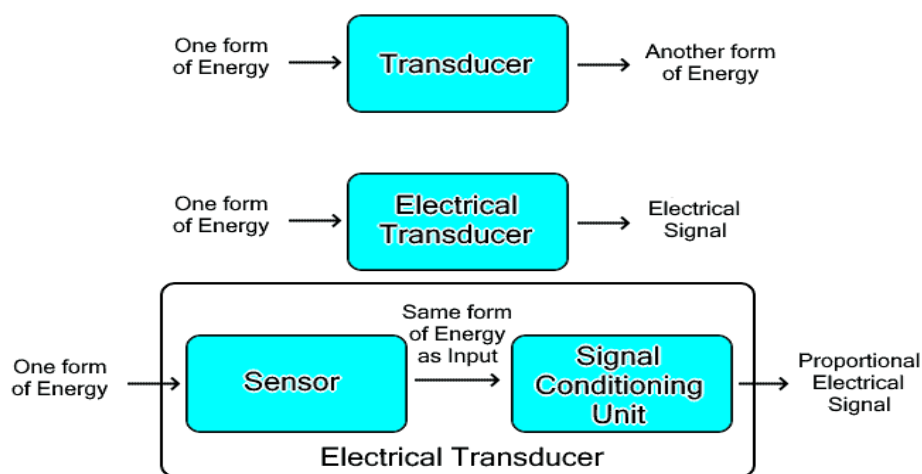 One form
of Energy
Transducer
Another form
of Energy
One form
of Energy
Electrical
Transducer
Electrical
Signal
One form
of Energy
Sensor
Same form
of Energy
as Input
Signal
Conditioning
Unit
Proportional
Electrical
Signal
Electrical Transducer